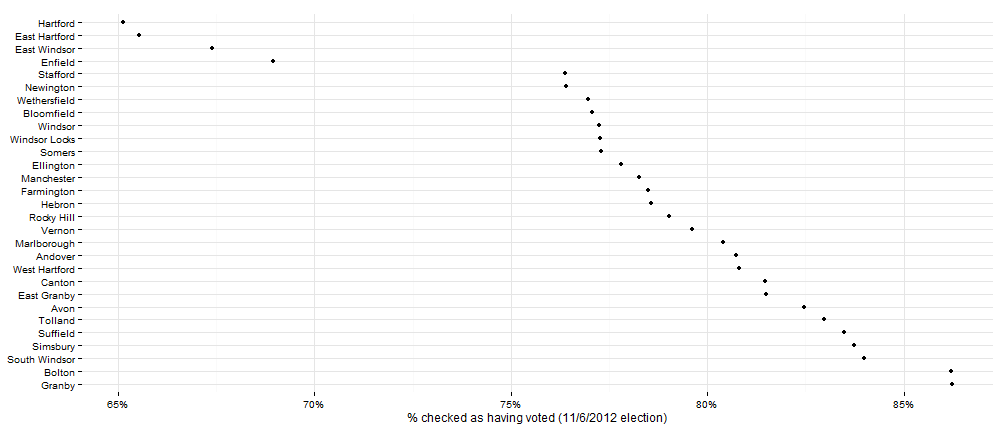 Hartford
East Hartford
East Windsor
Enfield
Stafford
Newington
Wethersfield
Bloomfield
Windsor
Windsor Locks
Somers
Ellington
Manchester
Farmington
Hebron
Rocky Hill
Vernon
Marlborough
Andover
West Hartford
Canton
East Granby
Avon
Tolland
Suffield
Simsbury
South Windsor
Bolton
Granby
65% 70% 75% 80% 85%
% checked as having voted (11/6/2012 election)